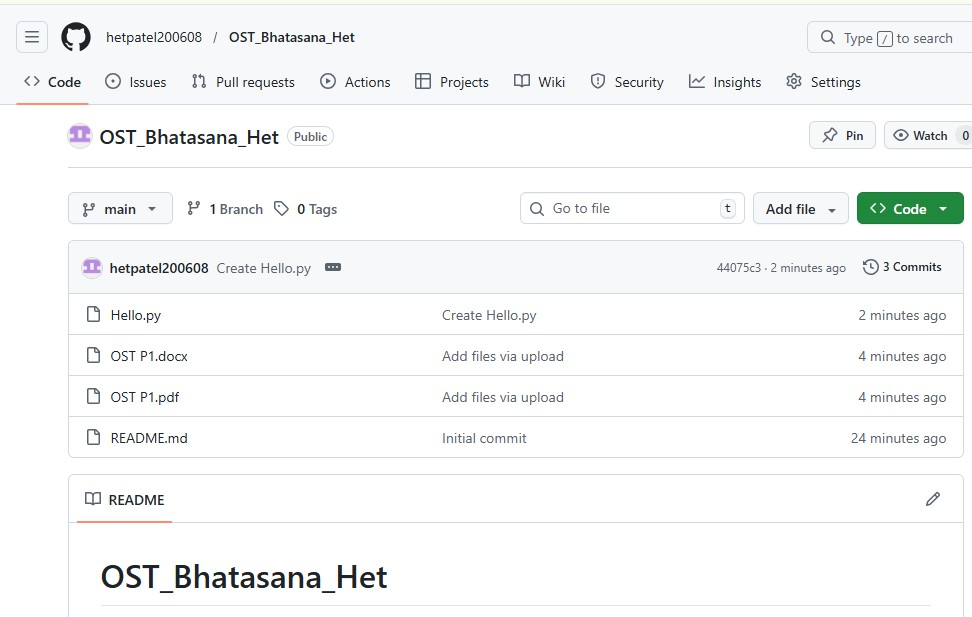 hetpatel200608 / OST_Bhatasana_Het
Type / to search
Code Issues Pull requests Actions Projects Wiki Security Insights Settings
OST_Bhatasana_Het Public
Pin Watch 0
main 1 Branch 0 Tags
Go to file t Add file Code
hetpatel200608 Create Hello.py 44075c3 · 2 minutes ago 3 Commits
Hello.py Create Hello.py 2 minutes ago
OST P1.docx Add files via upload 4 minutes ago
OST P1.pdf Add files via upload 4 minutes ago
README.md Initial commit 24 minutes ago
README
OST_Bhatasana_Het